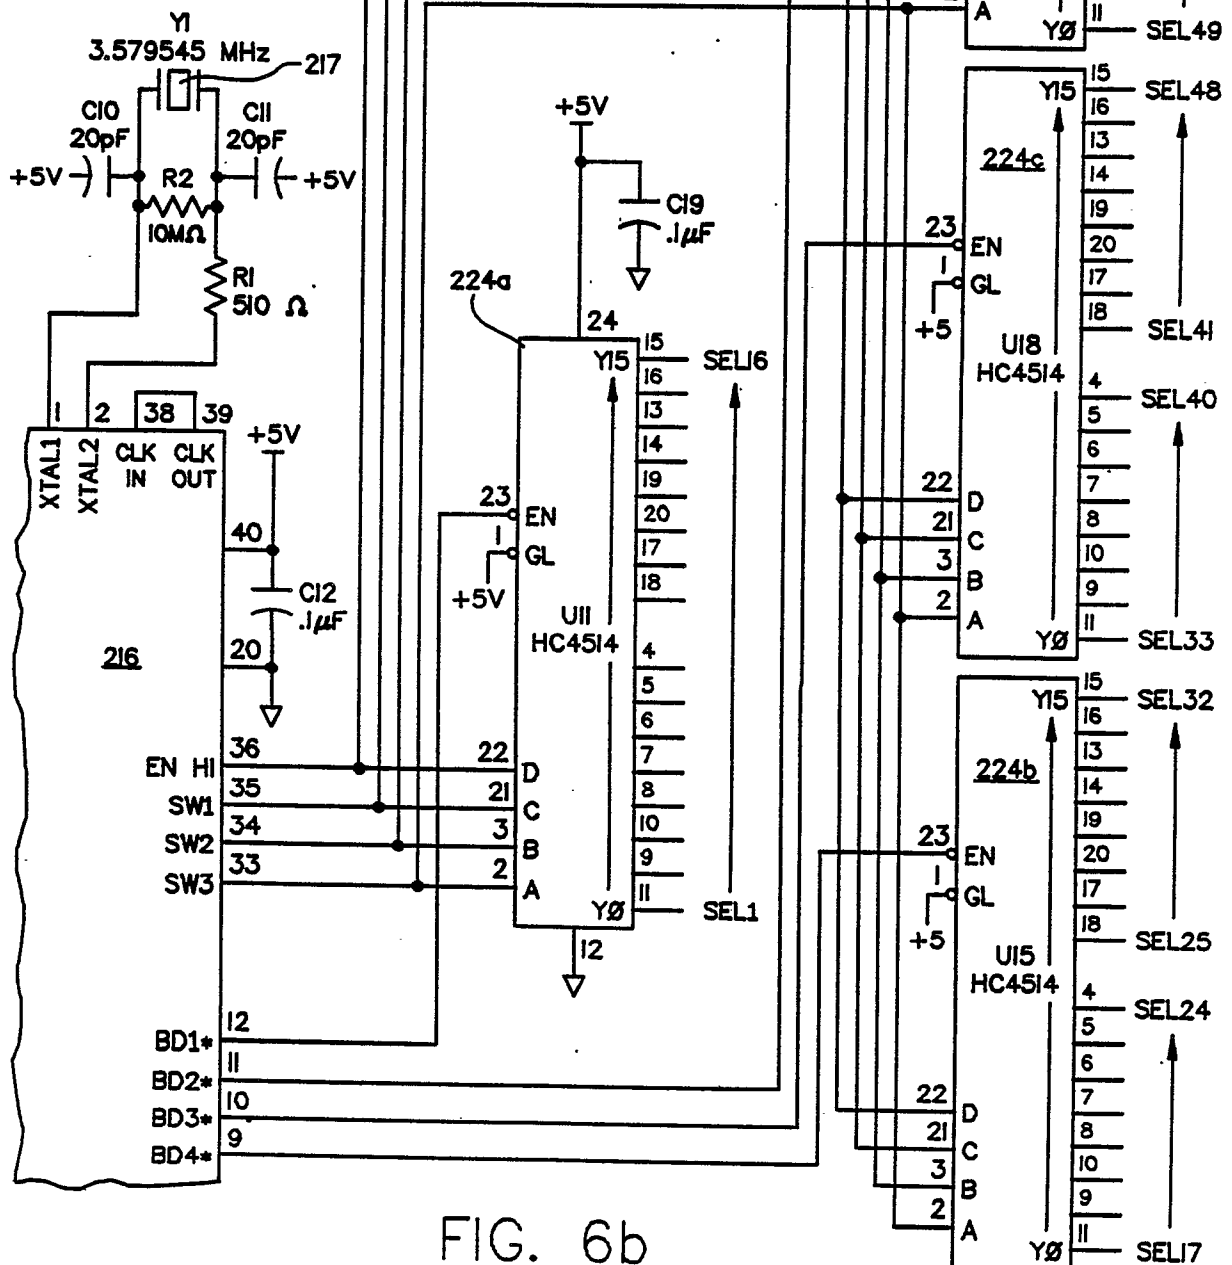 Y1
3.579545 MHz
217
C10
20pF
C11
20pF
+5V
+5V
R2
10MΩ
R1
510 Ω
1
2
38
39
XTAL1
XTAL2
CLK IN
CLK OUT
+5V
40
C12
.1µF
20
216
EN HI
36
SW1
35
SW2
34
SW3
33
BD1*
12
BD2*
11
BD3*
10
BD4*
9
+5V
C19
.1µF
224a
24
Y15
15
SEL16
16
13
14
19
20
17
18
23
EN
1
GL
+5V
U11
HC4514
4
5
6
7
8
10
9
11
22
D
21
C
3
B
2
A
YØ
SEL1
12
A
YØ
11
SEL49
Y15
15
SEL48
16
13
14
19
20
17
18
SEL41
224c
23
EN
1
GL
+5
U18
HC4514
4
SEL40
5
6
7
8
10
9
11
SEL33
22
D
21
C
3
B
2
A
YØ
Y15
15
SEL32
16
13
14
19
20
17
18
SEL25
224b
23
EN
1
GL
+5
U15
HC4514
4
SEL24
5
6
7
8
10
9
11
SEL17
22
D
21
C
3
B
2
A
YØ
FIG. 6b